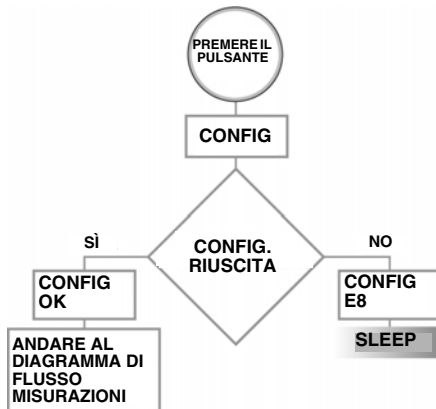 PREMERE IL
PULSANTE
CONFIG
CONFIG.
RIUSCITA
SÌ
NO
CONFIG
OK
CONFIG
E8
ANDARE AL
DIAGRAMMA DI
FLUSSO
MISURAZIONI
SLEEP